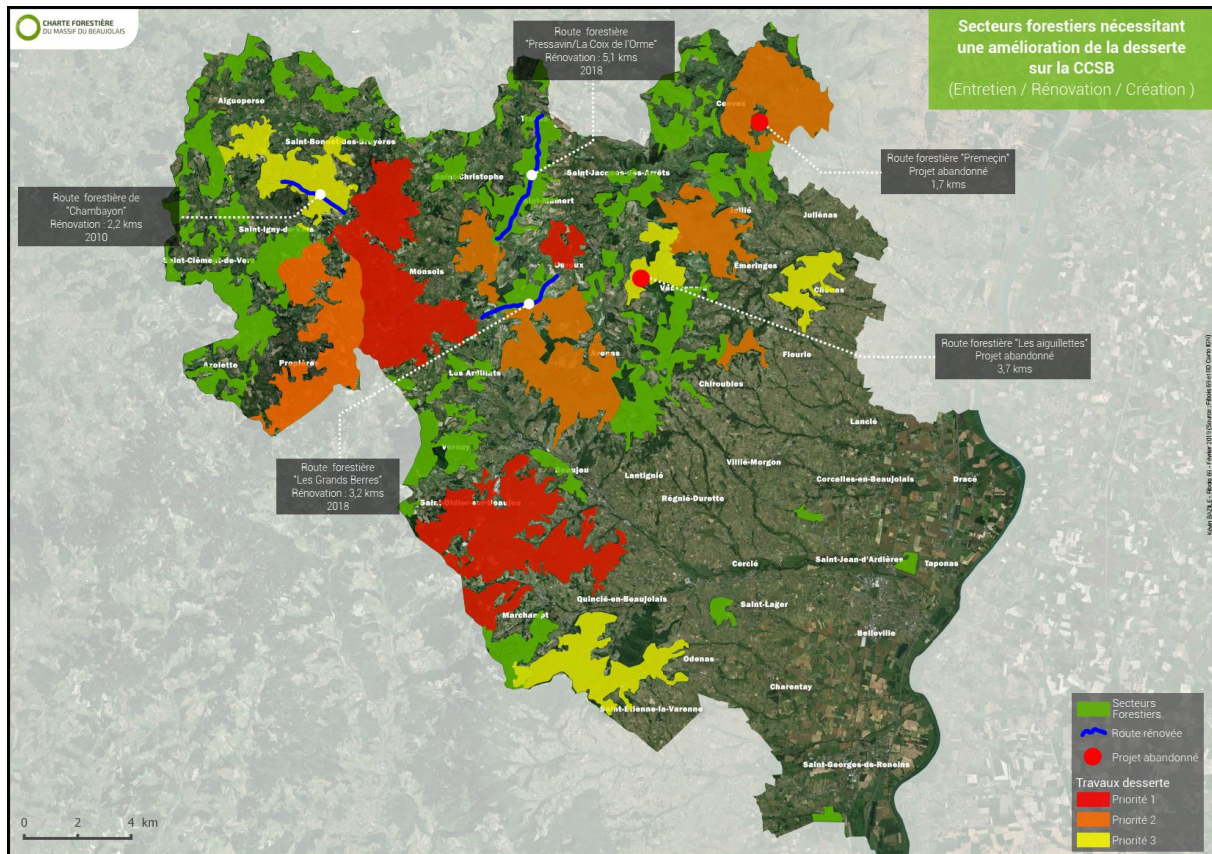 CHARTE FORESTIÈRE
DU MASSIF DU BEAUJOLAIS
Secteurs forestiers nécessitant
une amélioration de la desserte
sur la CCSB
(Entretien / Rénovation / Création )
Route forestière
"Pressavin/La Coix de l'Orme"
Rénovation : 5,1 kms
2018
Route forestière "Premeçin"
Projet abandonné
1,7 kms
Route forestière de
"Chambayon"
Rénovation : 2,2 kms
2010
Route forestière "Les aiguillettes"
Projet abandonné
3,7 kms
Route forestière
"Les Grands Berres"
Rénovation : 3,2 kms
2018
Aigueperse
Saint-Bonnet-des-Bruyères
Saint-Christophe
Saint-Jacques-des-Arrêts
Cenves
Saint-Mamert
Jullié
Juliénas
Saint-Igny-de-Vers
Saint-Clément-de-Vers
Monsols
Ouroux
Émeringes
Vauxrenard
Chénas
Azolette
Propières
Les Ardillats
Avenas
Fleurie
Chiroubles
Lancié
Vernay
Beaujeu
Lantignié
Villié-Morgon
Corcelles-en-Beaujolais
Dracé
Saint-Didier-sur-Beaujeu
Régnié-Durette
Cercié
Saint-Jean-d'Ardières
Taponas
Quincié-en-Beaujolais
Saint-Lager
Marchampt
Belleville
Odenas
Charentay
Saint-Etienne-la-Varenne
Saint-Georges-de-Reneins
Secteurs
Forestiers
Route rénovée
Projet abandonné
Travaux desserte
Priorité 1
Priorité 2
Priorité 3
0 2 4 km